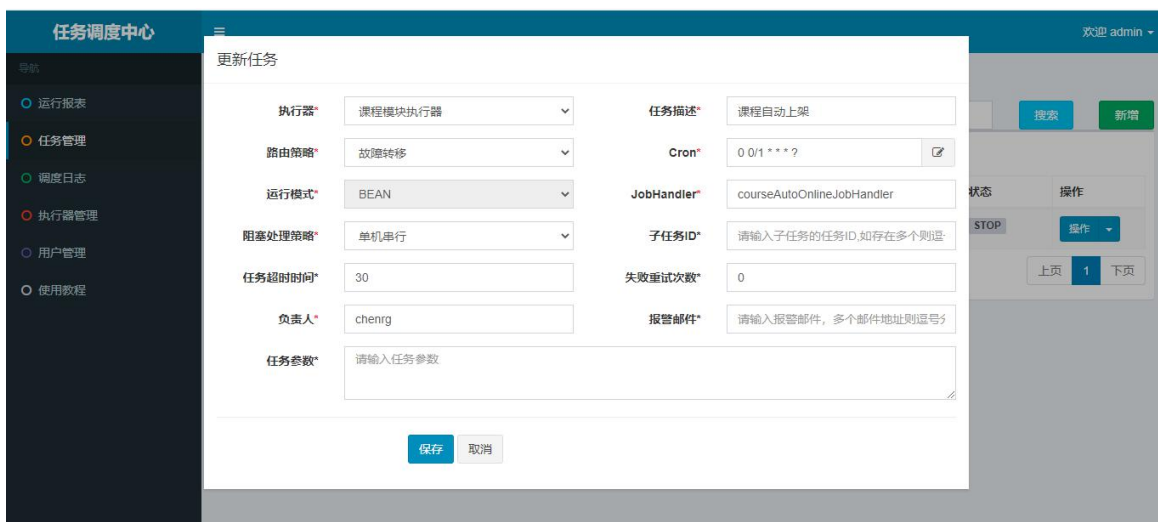 任务调度中心
欢迎 admin
更新任务
导航
运行报表
任务管理
调度日志
执行器管理
用户管理
使用教程
执行器* 课程模块执行器 任务描述* 课程自动上架
路由策略* 故障转移 Cron* 0 0/1 * * * ?
运行模式* BEAN JobHandler* courseAutoOnlineJobHandler
阻塞处理策略* 单机串行 子任务ID* 请输入子任务的任务ID,如存在多个则逗
任务超时时间* 30 失败重试次数* 0
负责人* chenrg 报警邮件* 请输入报警邮件，多个邮件地址则逗号分
任务参数* 请输入任务参数
保存 取消
搜索 新增
状态 操作
STOP 操作
上页 1 下页